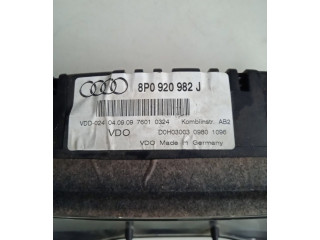 8P0 920 982 J
VDO-024 04.09.09 7601 0324 Kombiinstr. AB2
VDO D0H03003 0980 1096
VDO Made in Germany